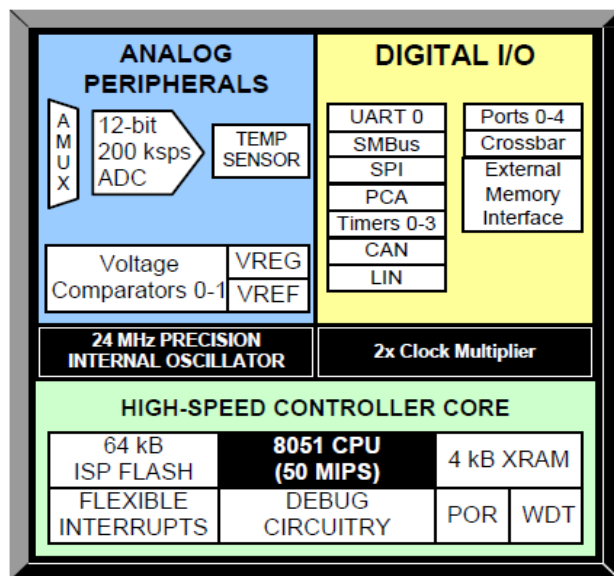 ANALOG
PERIPHERALS
A
M
U
X
12-bit
200 ksps
ADC
TEMP
SENSOR
Voltage
Comparators 0-1
VREG
VREF
DIGITAL I/O
UART 0
SMBus
SPI
PCA
Timers 0-3
CAN
LIN
Ports 0-4
Crossbar
External
Memory
Interface
24 MHz PRECISION
INTERNAL OSCILLATOR
2x Clock Multiplier
HIGH-SPEED CONTROLLER CORE
64 kB
ISP FLASH
8051 CPU
(50 MIPS)
4 kB XRAM
FLEXIBLE
INTERRUPTS
DEBUG
CIRCUITRY
POR
WDT